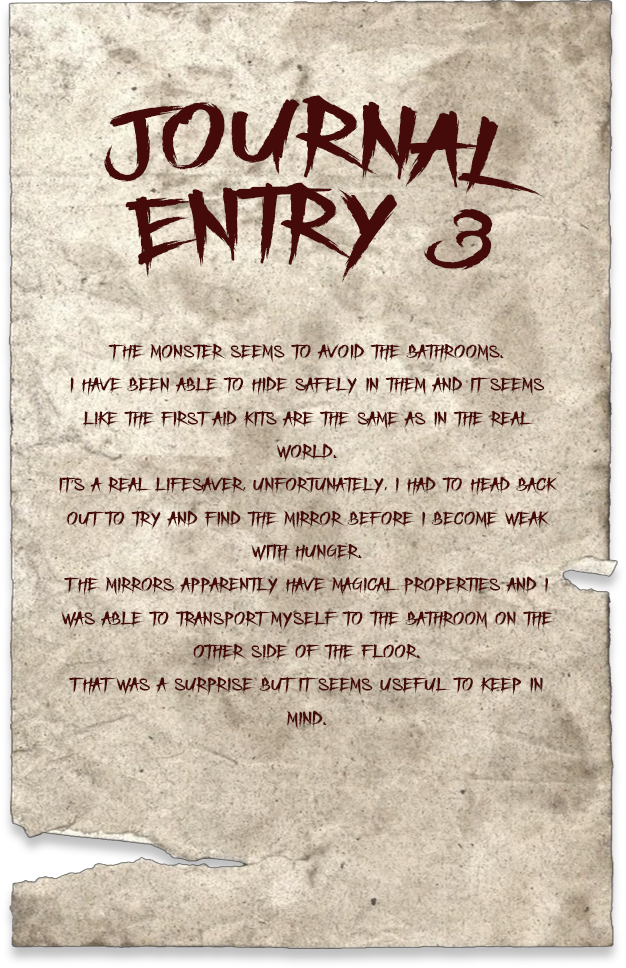 JOURNAL
ENTRY 3
THE MONSTER SEEMS TO AVOID THE BATHROOMS.
I HAVE BEEN ABLE TO HIDE SAFELY IN THEM AND IT SEEMS
LIKE THE FIRST AID KITS ARE THE SAME AS IN THE REAL
WORLD.
IT'S A REAL LIFESAVER, UNFORTUNATELY, I HAD TO HEAD BACK
OUT TO TRY AND FIND THE MIRROR BEFORE I BECOME WEAK
WITH HUNGER.
THE MIRRORS APPARENTLY HAVE MAGICAL PROPERTIES AND I
WAS ABLE TO TRANSPORT MYSELF TO THE BATHROOM ON THE
OTHER SIDE OF THE FLOOR.
THAT WAS A SURPRISE BUT IT SEEMS USEFUL TO KEEP IN
MIND.